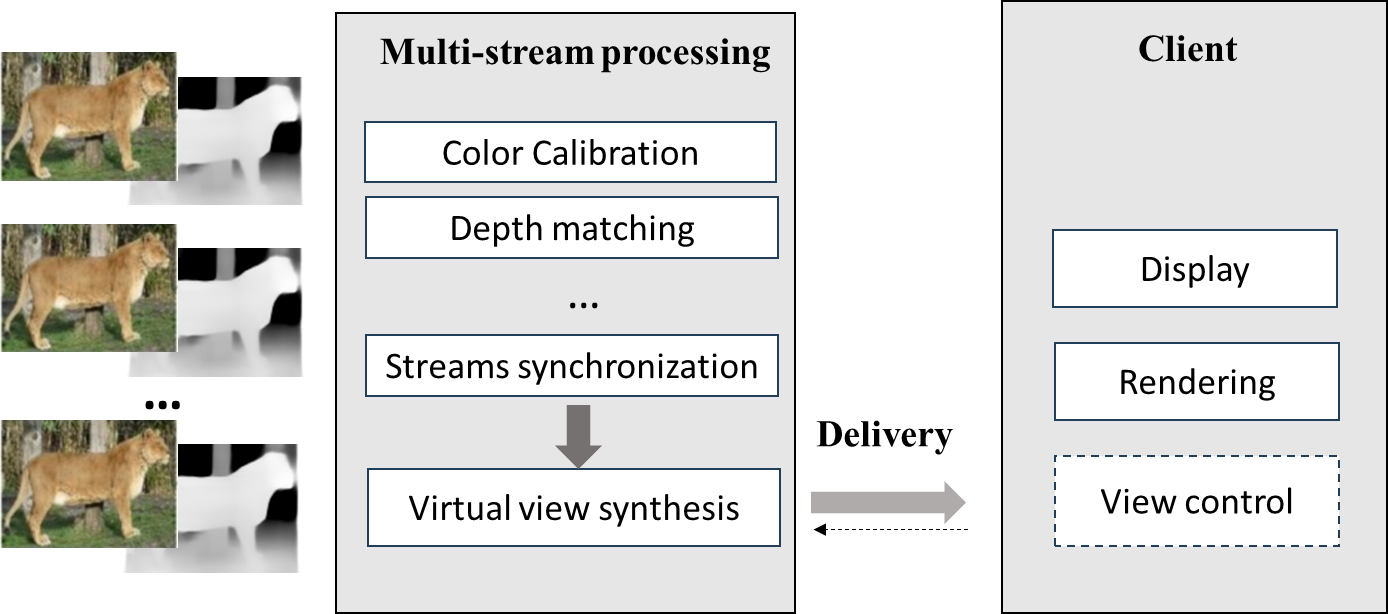 Multi-stream processing
Color Calibration
Depth matching
...
Streams synchronization
Virtual view synthesis
...
Delivery
Client
Display
Rendering
View control